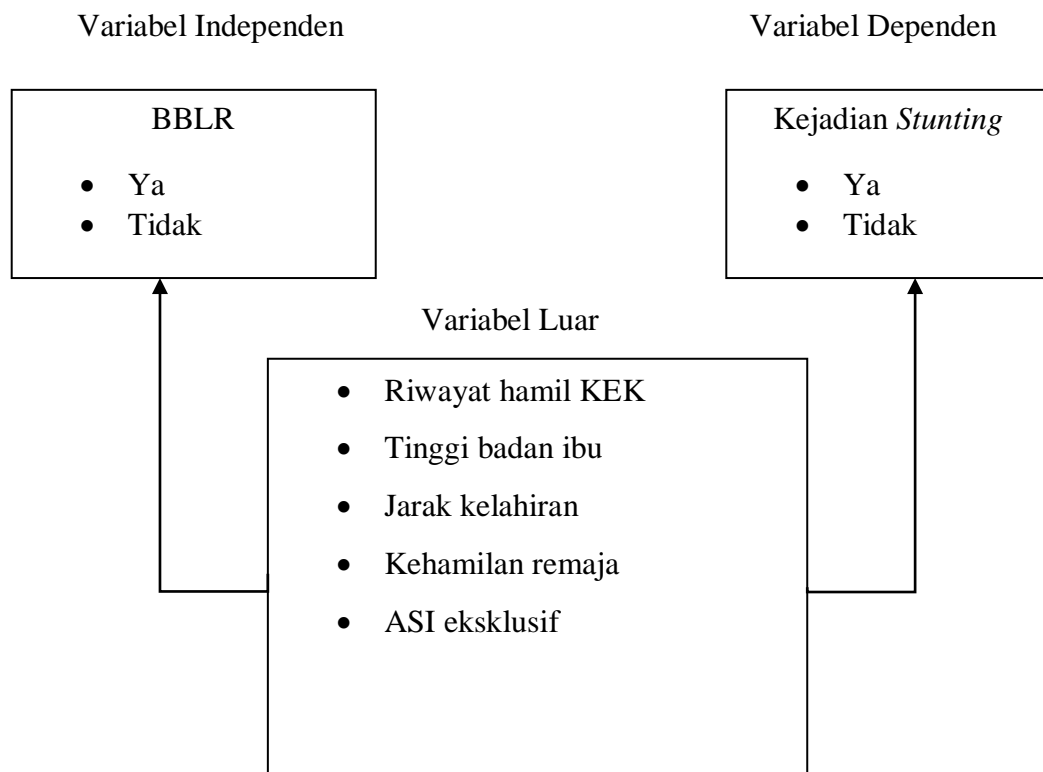 Variabel Independen
Variabel Dependen
BBLR
• Ya
• Tidak
Kejadian Stunting
• Ya
• Tidak
Variabel Luar
• Riwayat hamil KEK
• Tinggi badan ibu
• Jarak kelahiran
• Kehamilan remaja
• ASI eksklusif